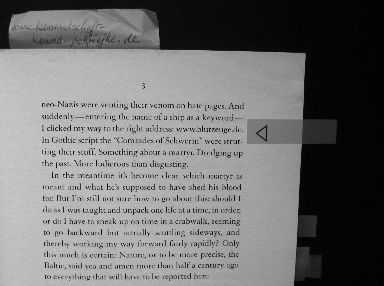 www.kameradschaft-
konrad-pokriefke.de
3
neo-Nazis were venting their venom on hate pages. And
suddenly—entering the name of a ship as a keyword—
I clicked my way to the right address: www.blutzeuge.de.
In Gothic script the "Comrades of Schwerin" were strut-
ting their stuff. Something about a martyr. Dredging up
the past. More ludicrous than disgusting.
In the meantime it's become clear which martyr is
meant and what he's supposed to have shed his blood
for. But I'm still not sure how to go about this: should I
do as I was taught and unpack one life at a time, in order,
or do I have to sneak up on time in a crabwalk, seeming
to go backward but actually scuttling sideways, and
thereby working my way forward fairly rapidly? Only
this much is certain: Nature, or to be more precise, the
Baltic, said yea and amen more than half a century ago
to everything that will have to be reported here.